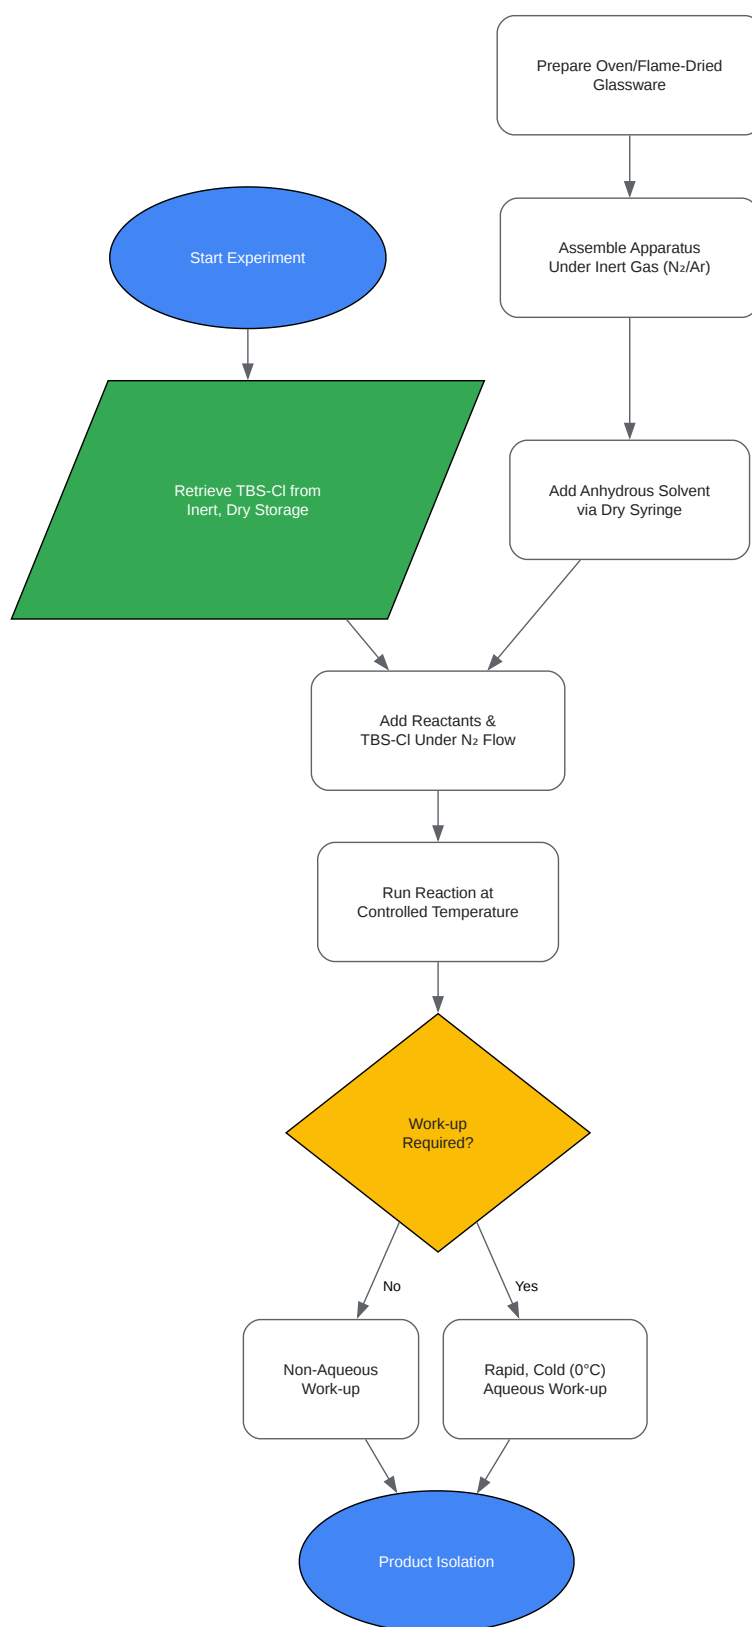 Prepare Oven/Flame-Dried
Glassware
Assemble Apparatus
Under Inert Gas (N₂/Ar)
Start Experiment
Retrieve TBS-Cl from
Inert, Dry Storage
Add Anhydrous Solvent
via Dry Syringe
Add Reactants &
TBS-Cl Under N₂ Flow
Run Reaction at
Controlled Temperature
Work-up
Required?
No
Yes
Non-Aqueous
Work-up
Rapid, Cold (0°C)
Aqueous Work-up
Product Isolation